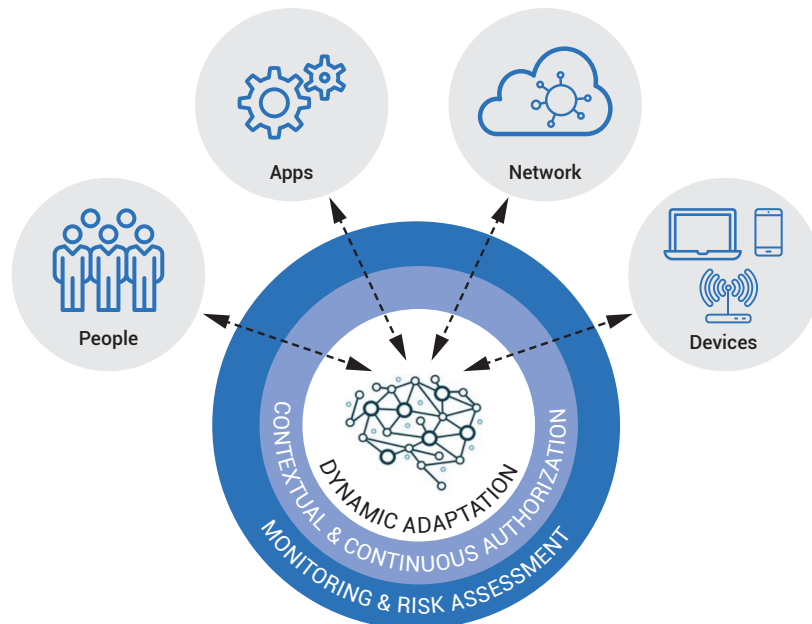 Apps
Network
People
Devices
DYNAMIC ADAPTATION
CONTEXTUAL & CONTINUOUS AUTHORIZATION
MONITORING & RISK ASSESSMENT